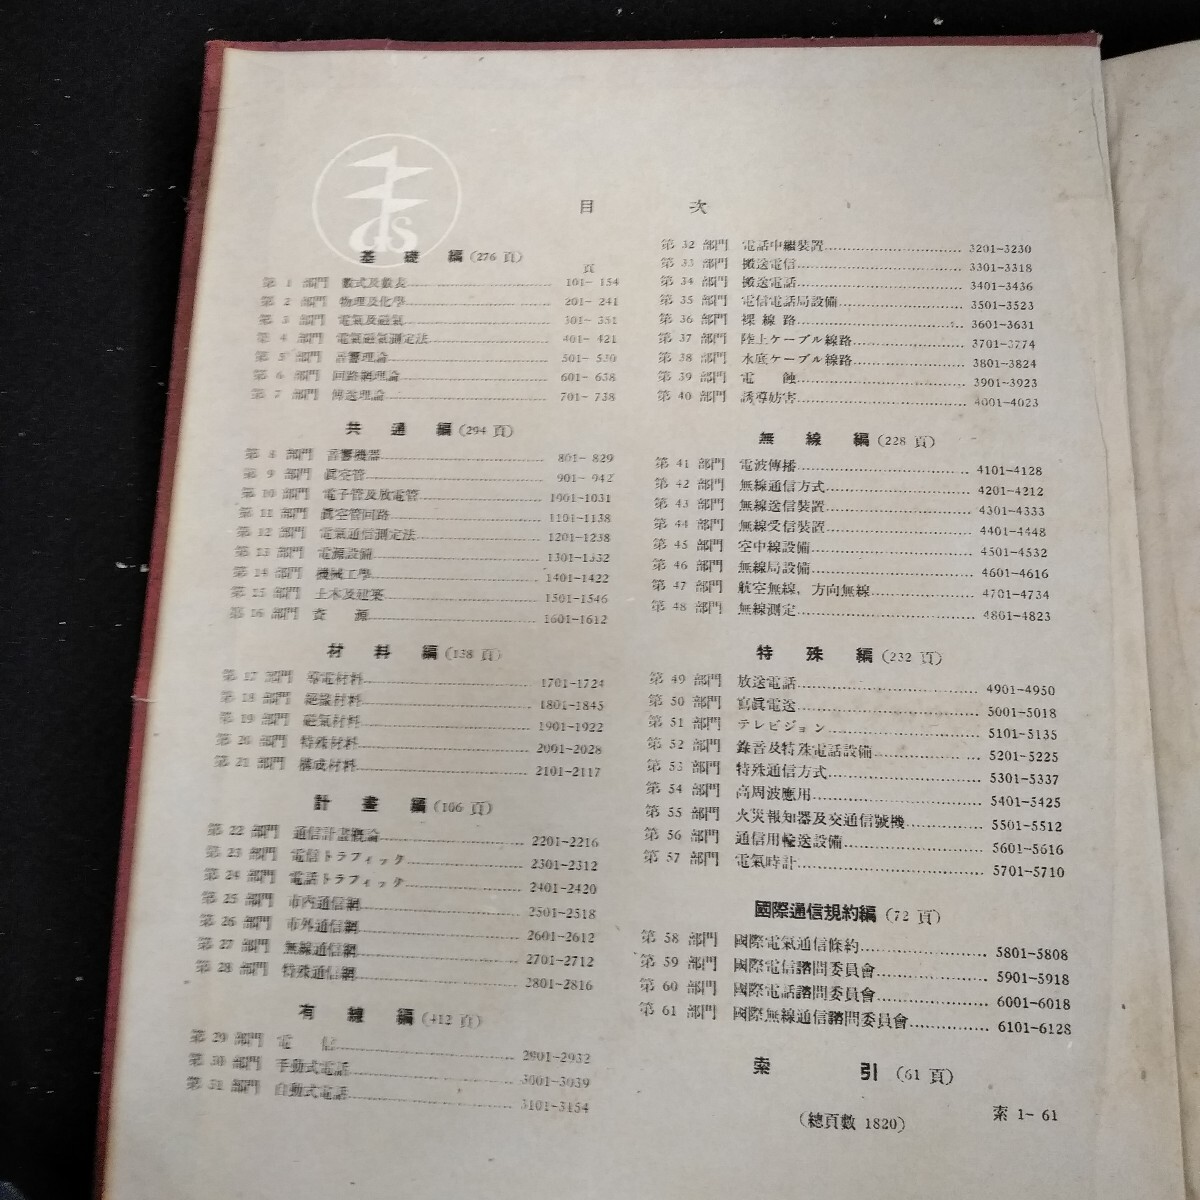 目 次
基礎編(276頁)
頁
第 1 部門 數式及數表 101-154
第 2 部門 物理及化學 201-241
第 3 部門 電氣及磁氣 301-351
第 4 部門 電氣磁氣測定法 401-421
第 5 部門 音響理論 501-530
第 6 部門 回路網理論 601-638
第 7 部門 傳送理論 701-738
共通編(294頁)
第 8 部門 音響機器 801-829
第 9 部門 眞空管 901-942
第 10 部門 電子管及放電管 1001-1031
第 11 部門 眞空管回路 1101-1138
第 12 部門 電氣通信測定法 1201-1238
第 13 部門 電源設備 1301-1332
第 14 部門 機械工學 1401-1422
第 15 部門 土木及建築 1501-1546
第 16 部門 資源 1601-1612
材料編(138頁)
第 17 部門 導電材料 1701-1724
第 18 部門 絕緣材料 1801-1845
第 19 部門 磁氣材料 1901-1922
第 20 部門 特殊材料 2001-2028
第 21 部門 構成材料 2101-2117
計畫編(106頁)
第 22 部門 通信計畫概論 2201-2216
第 23 部門 電信トラフィック 2301-2312
第 24 部門 電話トラフィック 2401-2420
第 25 部門 市内通信網 2501-2518
第 26 部門 市外通信網 2601-2612
第 27 部門 無線通信網 2701-2712
第 28 部門 特殊通信網 2801-2816
有線編(412頁)
第 29 部門 電信 2901-2932
第 30 部門 手動式電話 3001-3039
第 31 部門 自動式電話 3101-3154
第 32 部門 電話中繼裝置 3201-3230
第 33 部門 搬送電信 3301-3318
第 34 部門 搬送電話 3401-3436
第 35 部門 電信電話局設備 3501-3523
第 36 部門 裸線路 3601-3631
第 37 部門 陸上ケーブル線路 3701-3774
第 38 部門 水底ケーブル線路 3801-3824
第 39 部門 電蝕 3901-3923
第 40 部門 誘導妨害 4001-4023
無線編(228頁)
第 41 部門 電波傳播 4101-4128
第 42 部門 無線通信方式 4201-4212
第 43 部門 無線送信裝置 4301-4333
第 44 部門 無線受信裝置 4401-4448
第 45 部門 空中線設備 4501-4532
第 46 部門 無線局設備 4601-4616
第 47 部門 航空無線，方向無線 4701-4734
第 48 部門 無線測定 4801-4823
特殊編(232頁)
第 49 部門 放送電話 4901-4950
第 50 部門 寫眞電送 5001-5018
第 51 部門 テレビジョン 5101-5135
第 52 部門 錄音及特殊電話設備 5201-5225
第 53 部門 特殊通信方式 5301-5337
第 54 部門 高周波應用 5401-5425
第 55 部門 火災報知器及交通信號機 5501-5512
第 56 部門 通信用輸送設備 5601-5616
第 57 部門 電氣時計 5701-5710
國際通信規約編(72頁)
第 58 部門 國際電氣通信條約 5801-5808
第 59 部門 國際電信諮問委員會 5901-5918
第 60 部門 國際電話諮問委員會 6001-6018
第 61 部門 國際無線通信諮問委員會 6101-6128
索引(61頁)
索 1-61
(總頁數 1820)